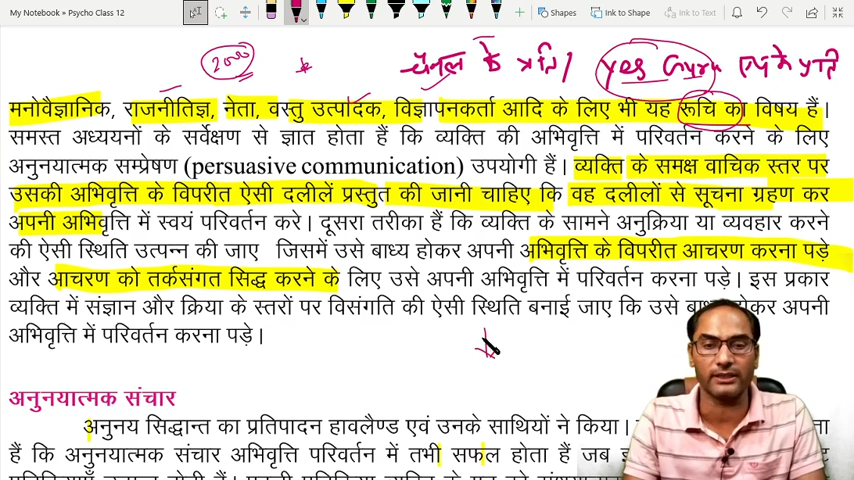 My Notebook » Psycho Class 12
Shapes
Ink to Shape
Ink to Text
2000
चैनल के प्रति
yes Guru
मनोवैज्ञानिक, राजनीतिज्ञ, नेता, वस्तु उत्पादक, विज्ञापनकर्ता आदि के लिए भी यह रूचि का विषय हैं।
समस्त अध्ययनों के सर्वेक्षण से ज्ञात होता हैं कि व्यक्ति की अभिवृत्ति में परिवर्तन करने के लिए
अनुनयात्मक सम्प्रेषण (persuasive communication) उपयोगी हैं। व्यक्ति के समक्ष वाचिक स्तर पर
उसकी अभिवृत्ति के विपरीत ऐसी दलीलें प्रस्तुत की जानी चाहिए कि वह दलीलों से सूचना ग्रहण कर
अपनी अभिवृत्ति में स्वयं परिवर्तन करे। दूसरा तरीका हैं कि व्यक्ति के सामने अनुक्रिया या व्यवहार करने
की ऐसी स्थिति उत्पन्न की जाए जिसमें उसे बाध्य होकर अपनी अभिवृत्ति के विपरीत आचरण करना पड़े
और आचरण को तर्कसंगत सिद्ध करने के लिए उसे अपनी अभिवृत्ति में परिवर्तन करना पड़े। इस प्रकार
व्यक्ति में संज्ञान और क्रिया के स्तरों पर विसंगति की ऐसी स्थिति बनाई जाए कि उसे होकर अपनी
अभिवृत्ति में परिवर्तन करना पड़े।
अनुनयात्मक संचार
अनुनय सिद्धान्त का प्रतिपादन हावलैण्ड एवं उनके साथियों ने किया।
हैं कि अनुनयात्मक संचार अभिवृत्ति परिवर्तन में तभी सफल होता हैं जब